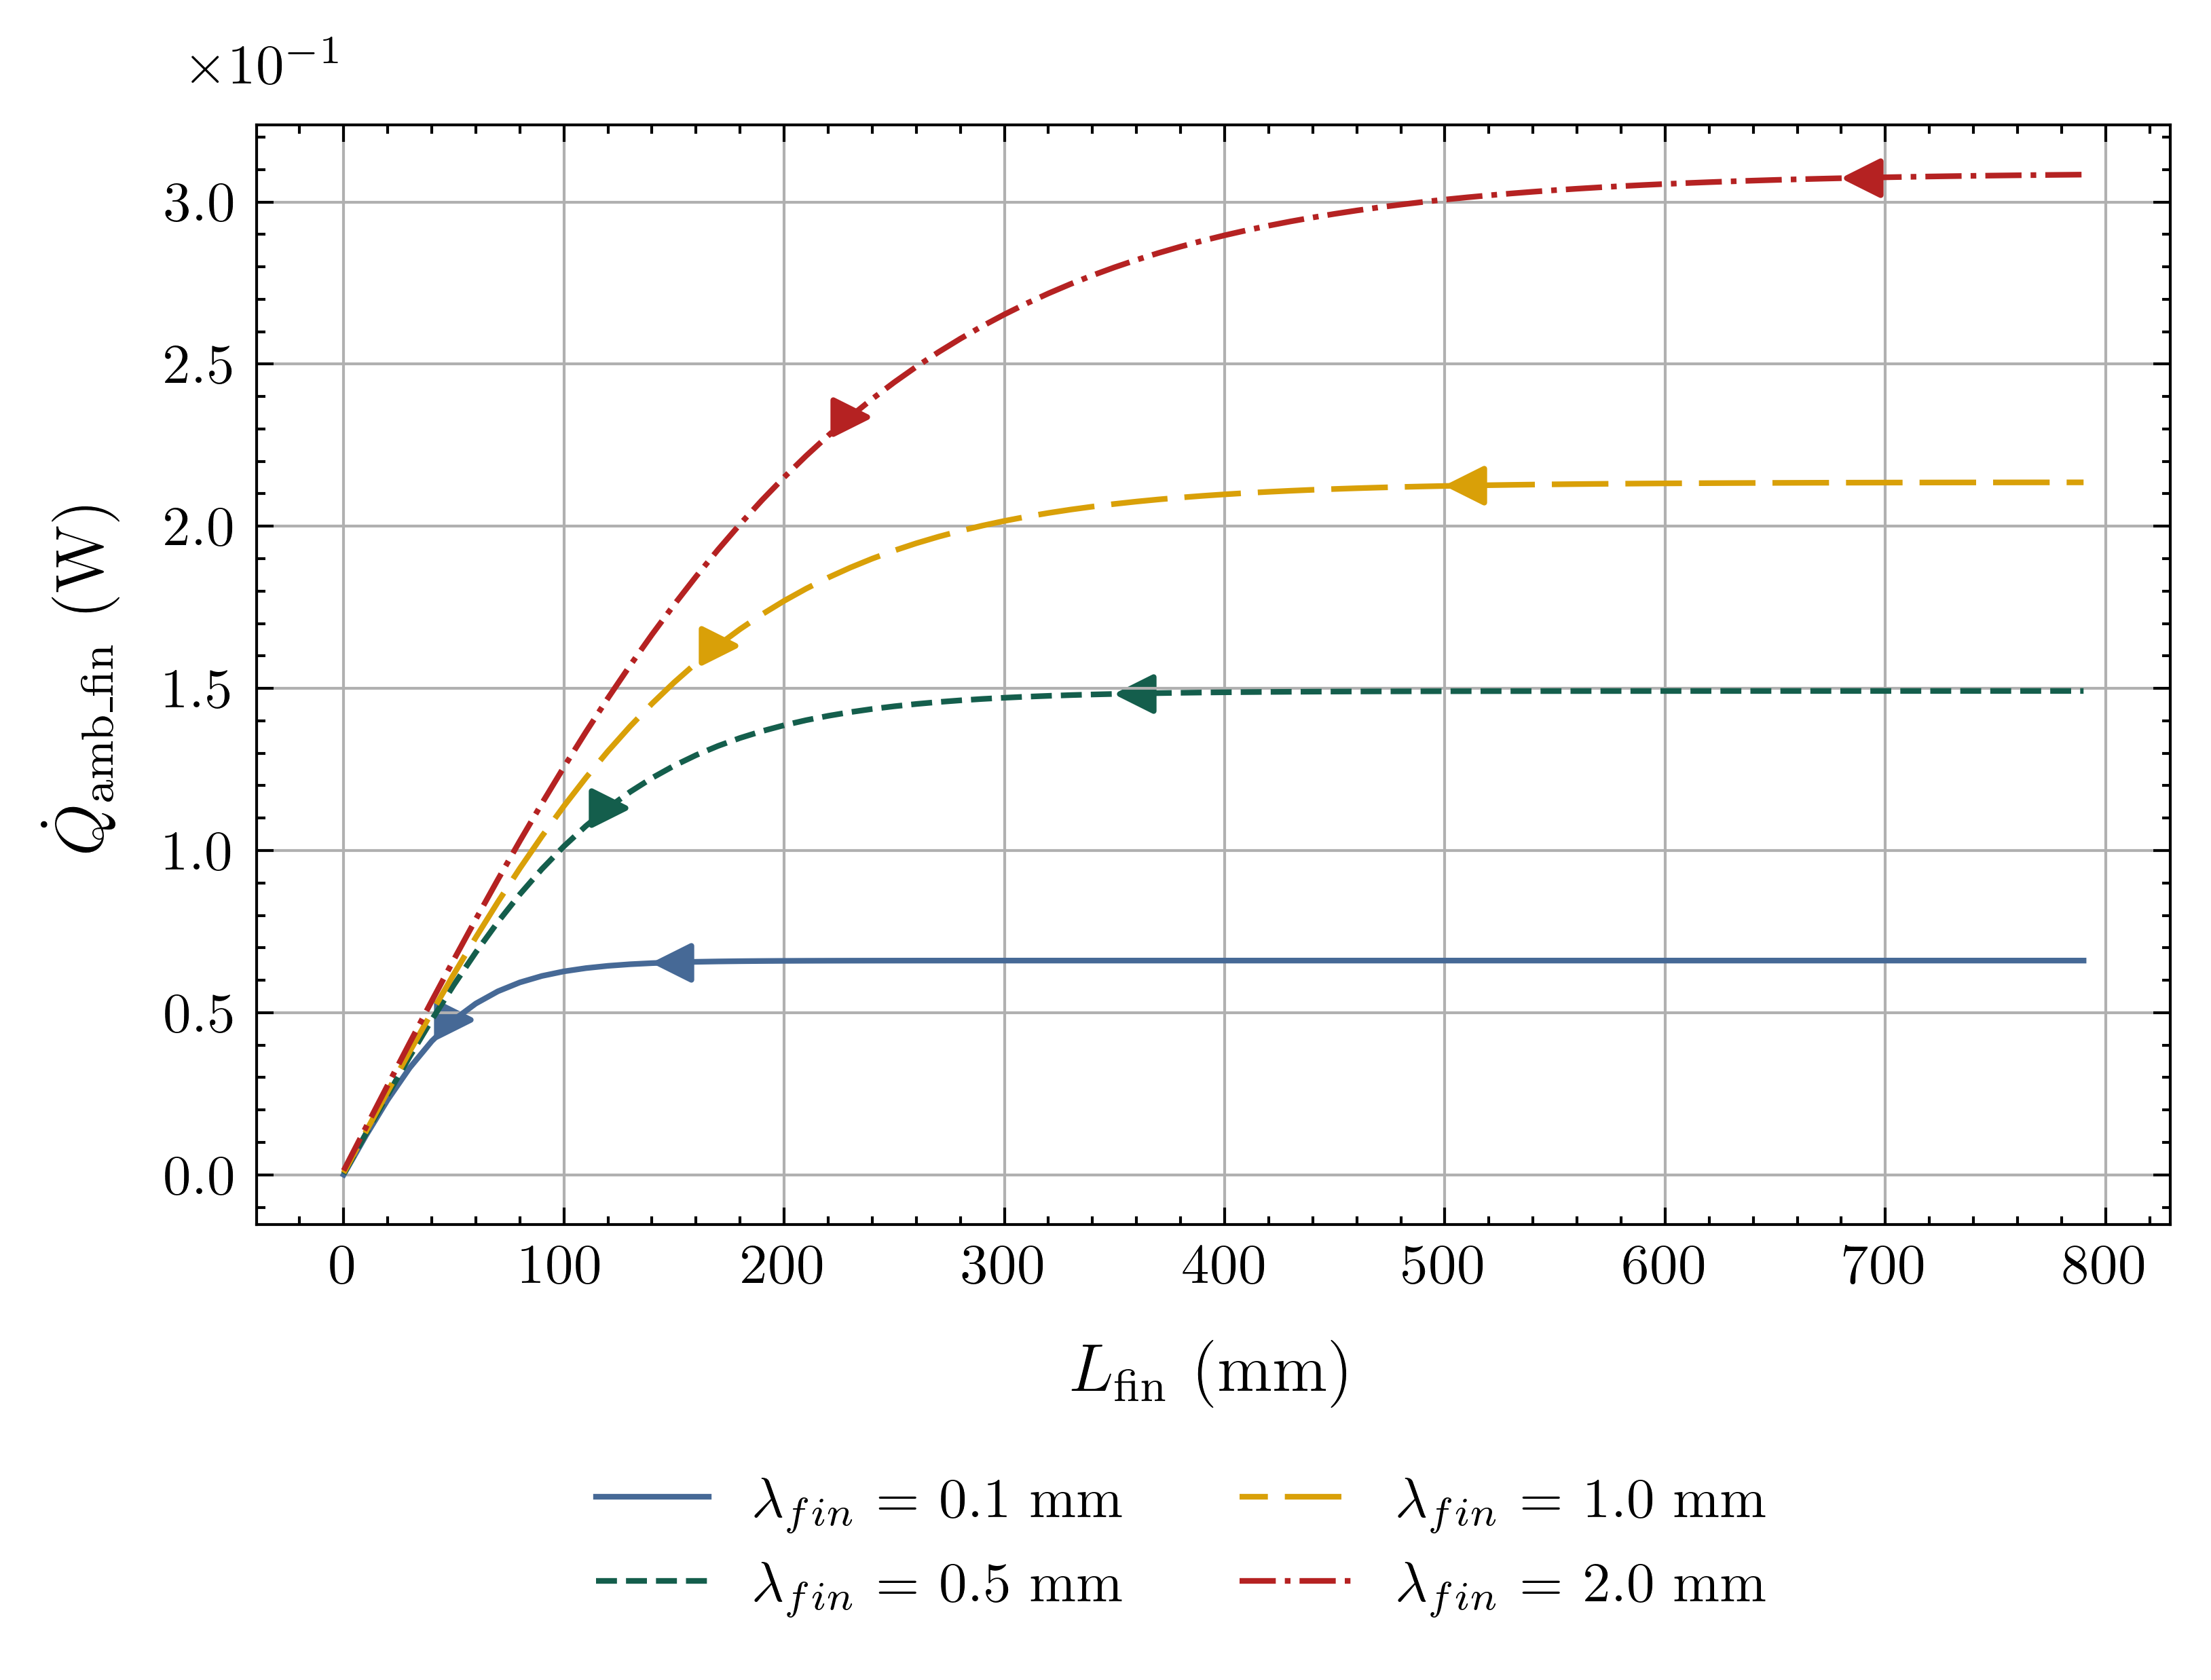 ×10⁻¹
3.0
2.5
2.0
1.5
1.0
0.5
0.0
Q̇amb_fin (W)
0 100 200 300 400 500 600 700 800
Lfin (mm)
λfin = 0.1 mm
λfin = 0.5 mm
λfin = 1.0 mm
λfin = 2.0 mm